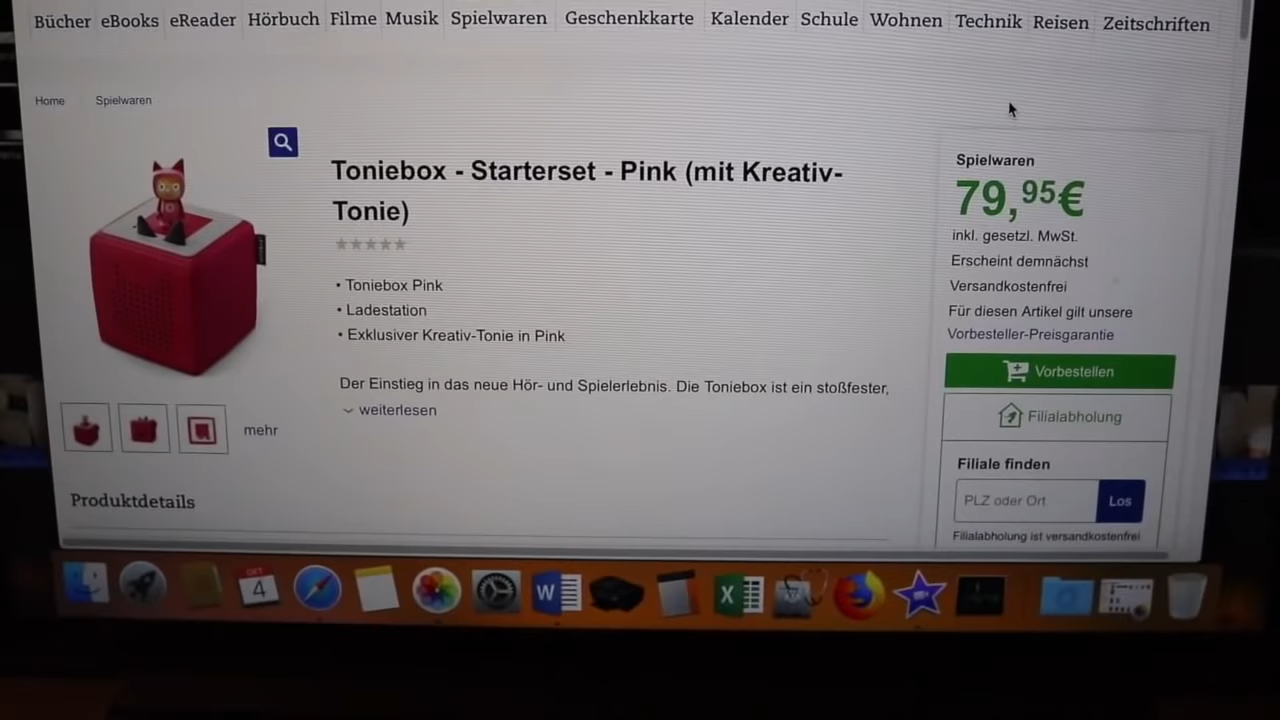 Bücher eBooks eReader Hörbuch Filme Musik Spielwaren Geschenkkarte Kalender Schule Wohnen Technik Reisen Zeitschriften
Home Spielwaren
Toniebox - Starterset - Pink (mit Kreativ-
Tonie)
• Toniebox Pink
• Ladestation
• Exklusiver Kreativ-Tonie in Pink
Der Einstieg in das neue Hör- und Spielerlebnis. Die Toniebox ist ein stoßfester,
weiterlesen
mehr
Produktdetails
Spielwaren
79,95€
inkl. gesetzl. MwSt.
Erscheint demnächst
Versandkostenfrei
Für diesen Artikel gilt unsere
Vorbesteller-Preisgarantie
Vorbestellen
Filialabholung
Filiale finden
PLZ oder Ort Los
Filialabholung ist versandkostenfrei
OKT
4
W
X